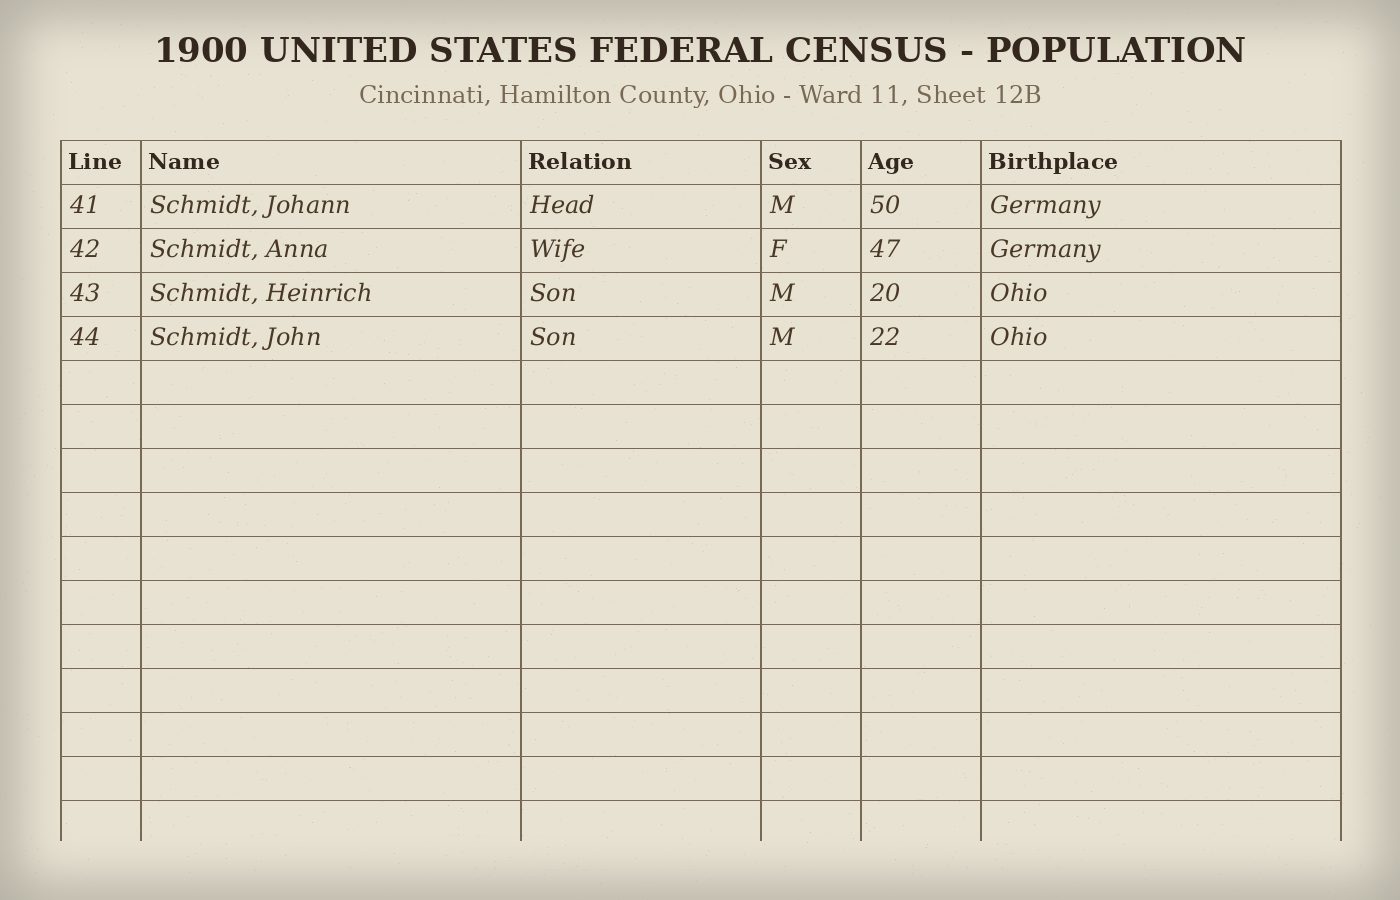 1900 UNITED STATES FEDERAL CENSUS - POPULATION
Cincinnati, Hamilton County, Ohio - Ward 11, Sheet 12B
Line Name Relation Sex Age Birthplace
41 Schmidt, Johann Head M 50 Germany
42 Schmidt, Anna Wife F 47 Germany
43 Schmidt, Heinrich Son M 20 Ohio
44 Schmidt, John Son M 22 Ohio